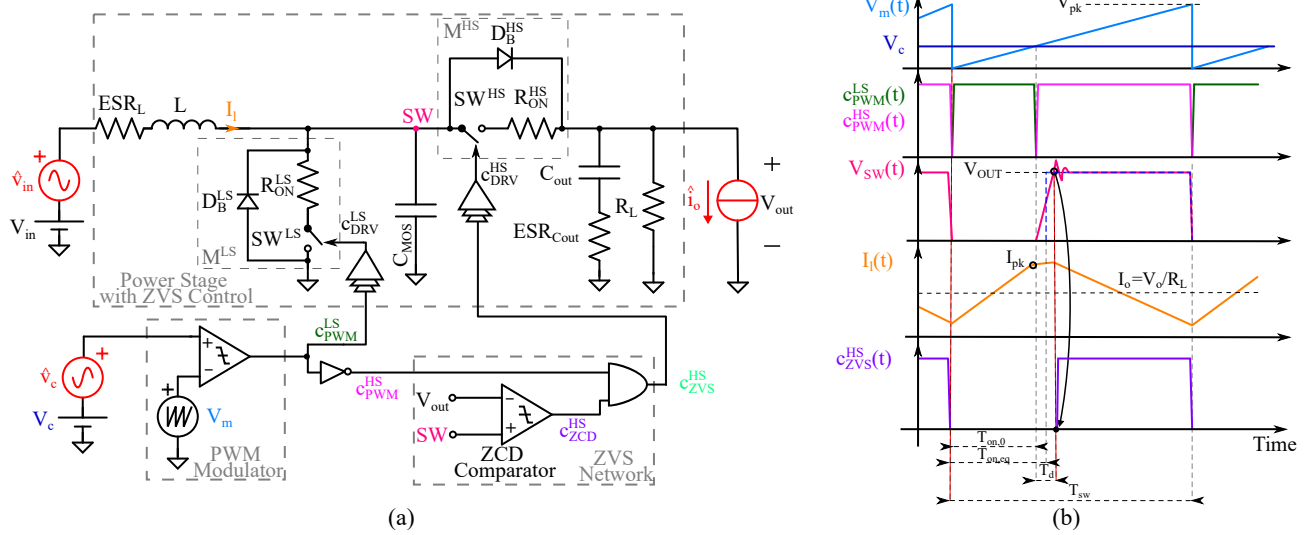 ESR_L
L
I_l
SW
M^HS
D_B^HS
SW^HS
R_ON^HS
v̂_in
V_in
D_B^LS
R_ON^LS
SW^LS
M^LS
c_DRV^LS
C_MOS
c_DRV^HS
C_out
ESR_Cout
R_L
î_o
+
V_out
−
Power Stage
with ZVS Control
c_PWM^LS
v̂_c
V_c
+
−
V_m
PWM
Modulator
c_PWM^HS
V_out
SW
−
+
c_ZCD^HS
ZCD
Comparator
c_ZVS^HS
ZVS
Network
(a)
V_m(t)
V_pk
V_c
c_PWM^LS(t)
c_PWM^HS(t)
V_SW(t)
V_OUT
I_l(t)
I_pk
I_o=V_o/R_L
c_ZVS^HS(t)
Time
T_on,0
T_on,eq
T_d
T_sw
(b)